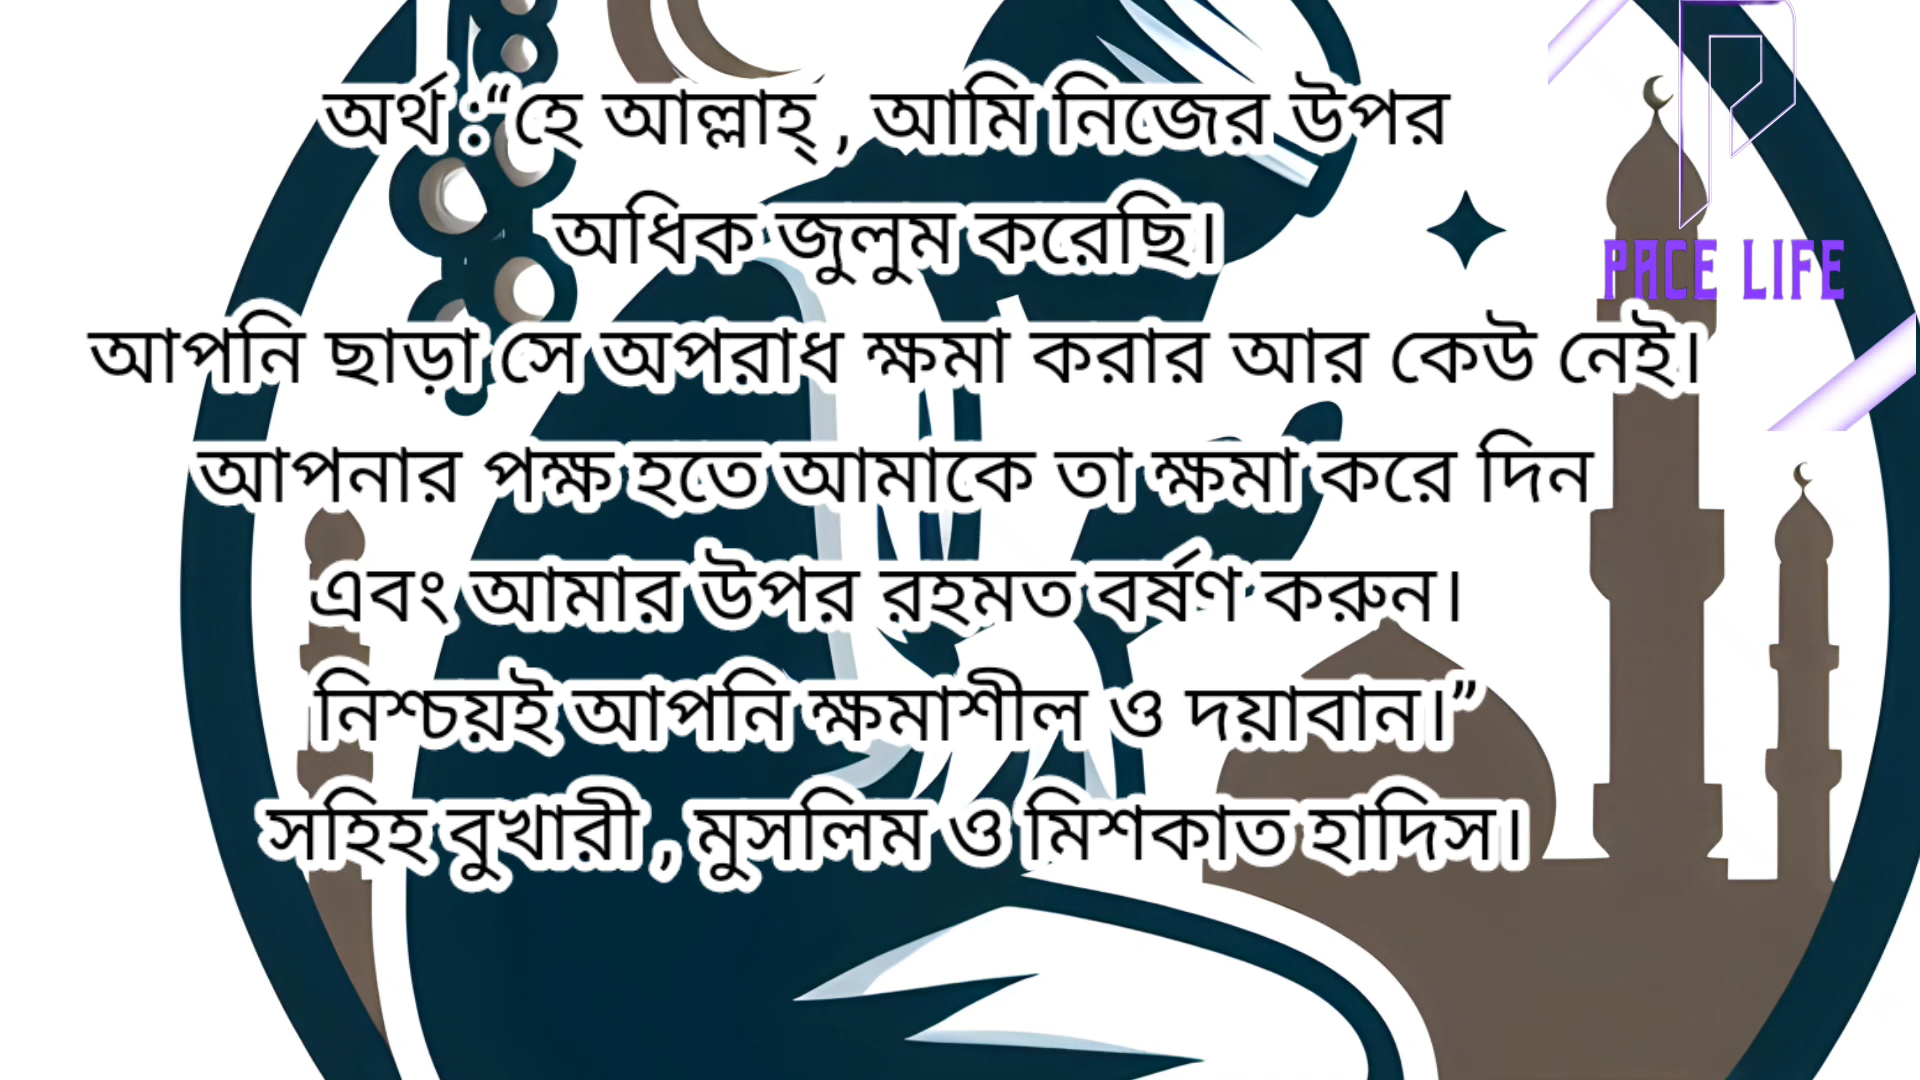 অর্থ :“হে আল্লাহ্ , আমি নিজের উপর
অধিক জুলুম করেছি।
আপনি ছাড়া সে অপরাধ ক্ষমা করার আর কেউ নেই।
আপনার পক্ষ হতে আমাকে তা ক্ষমা করে দিন
এবং আমার উপর রহমত বর্ষণ করুন।
নিশ্চয়ই আপনি ক্ষমাশীল ও দয়াবান।”
সহিহ বুখারী , মুসলিম ও মিশকাত হাদিস।
PACE LIFE